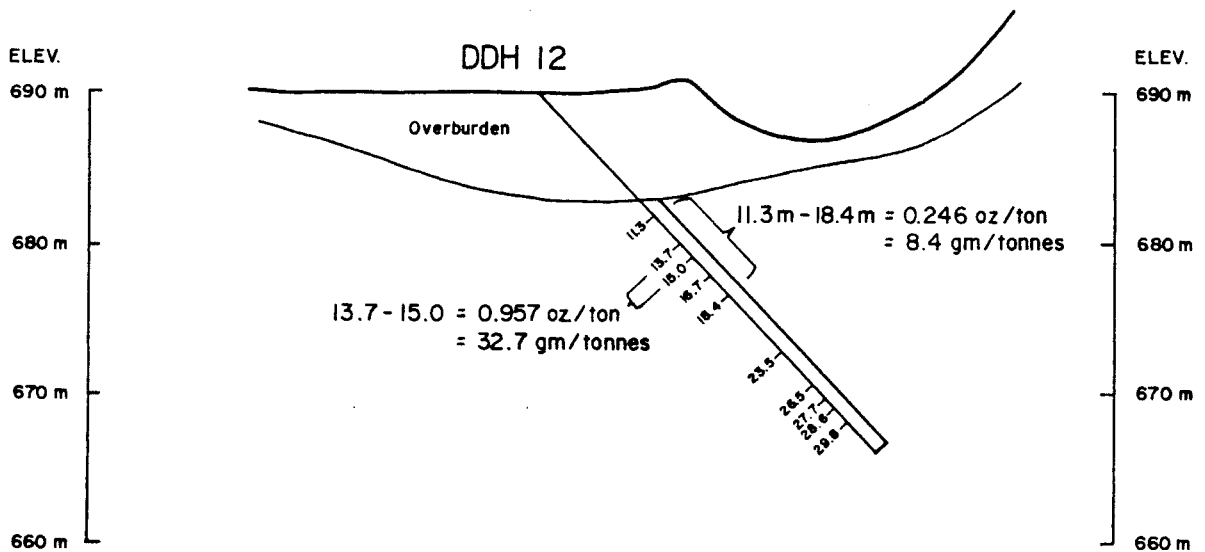 DDH 12
ELEV.
690 m
680 m
670 m
660 m
Overburden
11.3m - 18.4m = 0.246 oz/ton
= 8.4 gm/tonnes
13.7 - 15.0 = 0.957 oz./ton
= 32.7 gm/tonnes
11.3
13.7
15.0
16.7
18.4
23.5
26.5
27.7
28.6
29.8
ELEV.
690 m
680 m
670 m
660 m